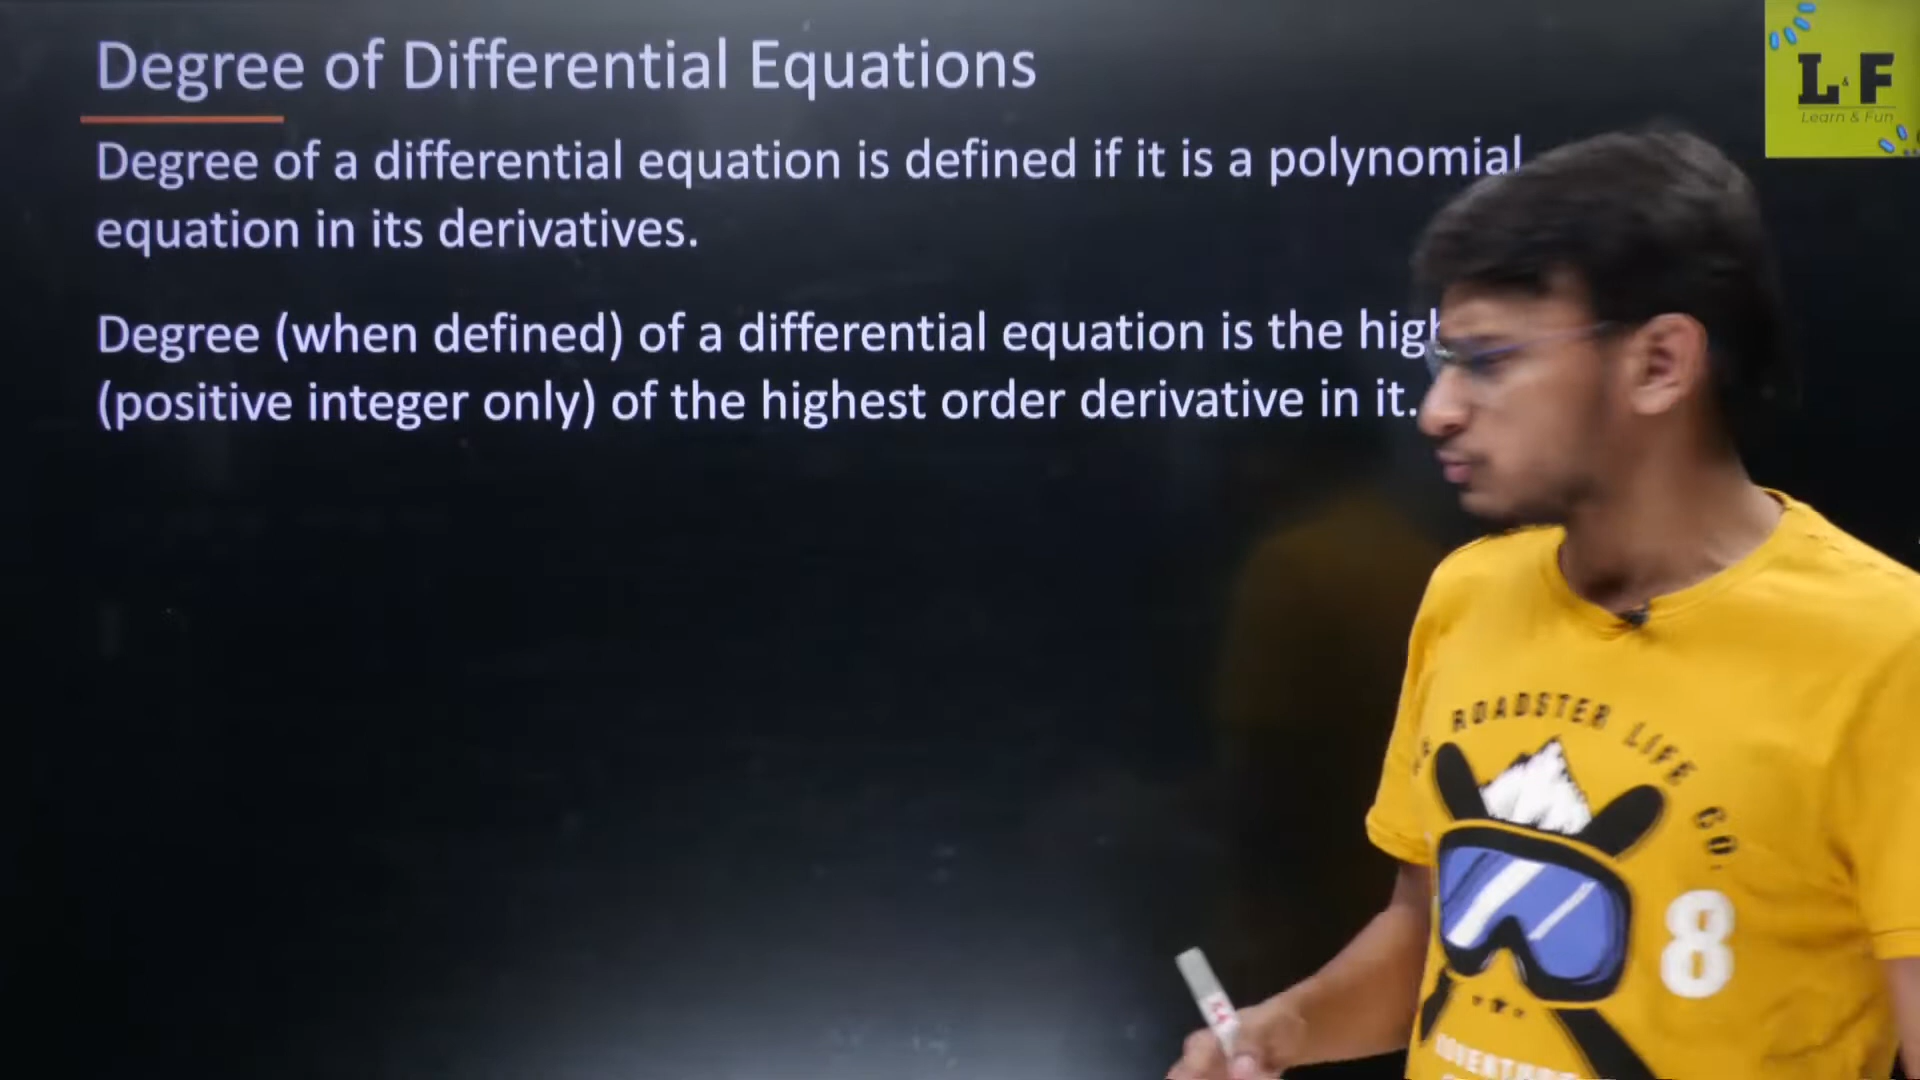 Degree of Differential Equations
L & F
Learn & Fun
Degree of a differential equation is defined if it is a polynomial
equation in its derivatives.
Degree (when defined) of a differential equation is the
(positive integer only) of the highest order derivative in it.
ROADSTER LIFE CO.
8